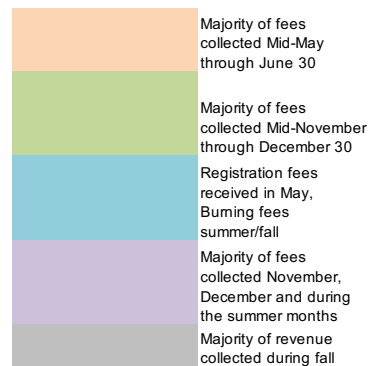 Majority of fees
collected Mid-May
through June 30
Majority of fees
collected Mid-November
through December 30
Registration fees
received in May,
Burning fees
summer/fall
Majority of fees
collected November,
December and during
the summer months
Majority of revenue
collected during fall